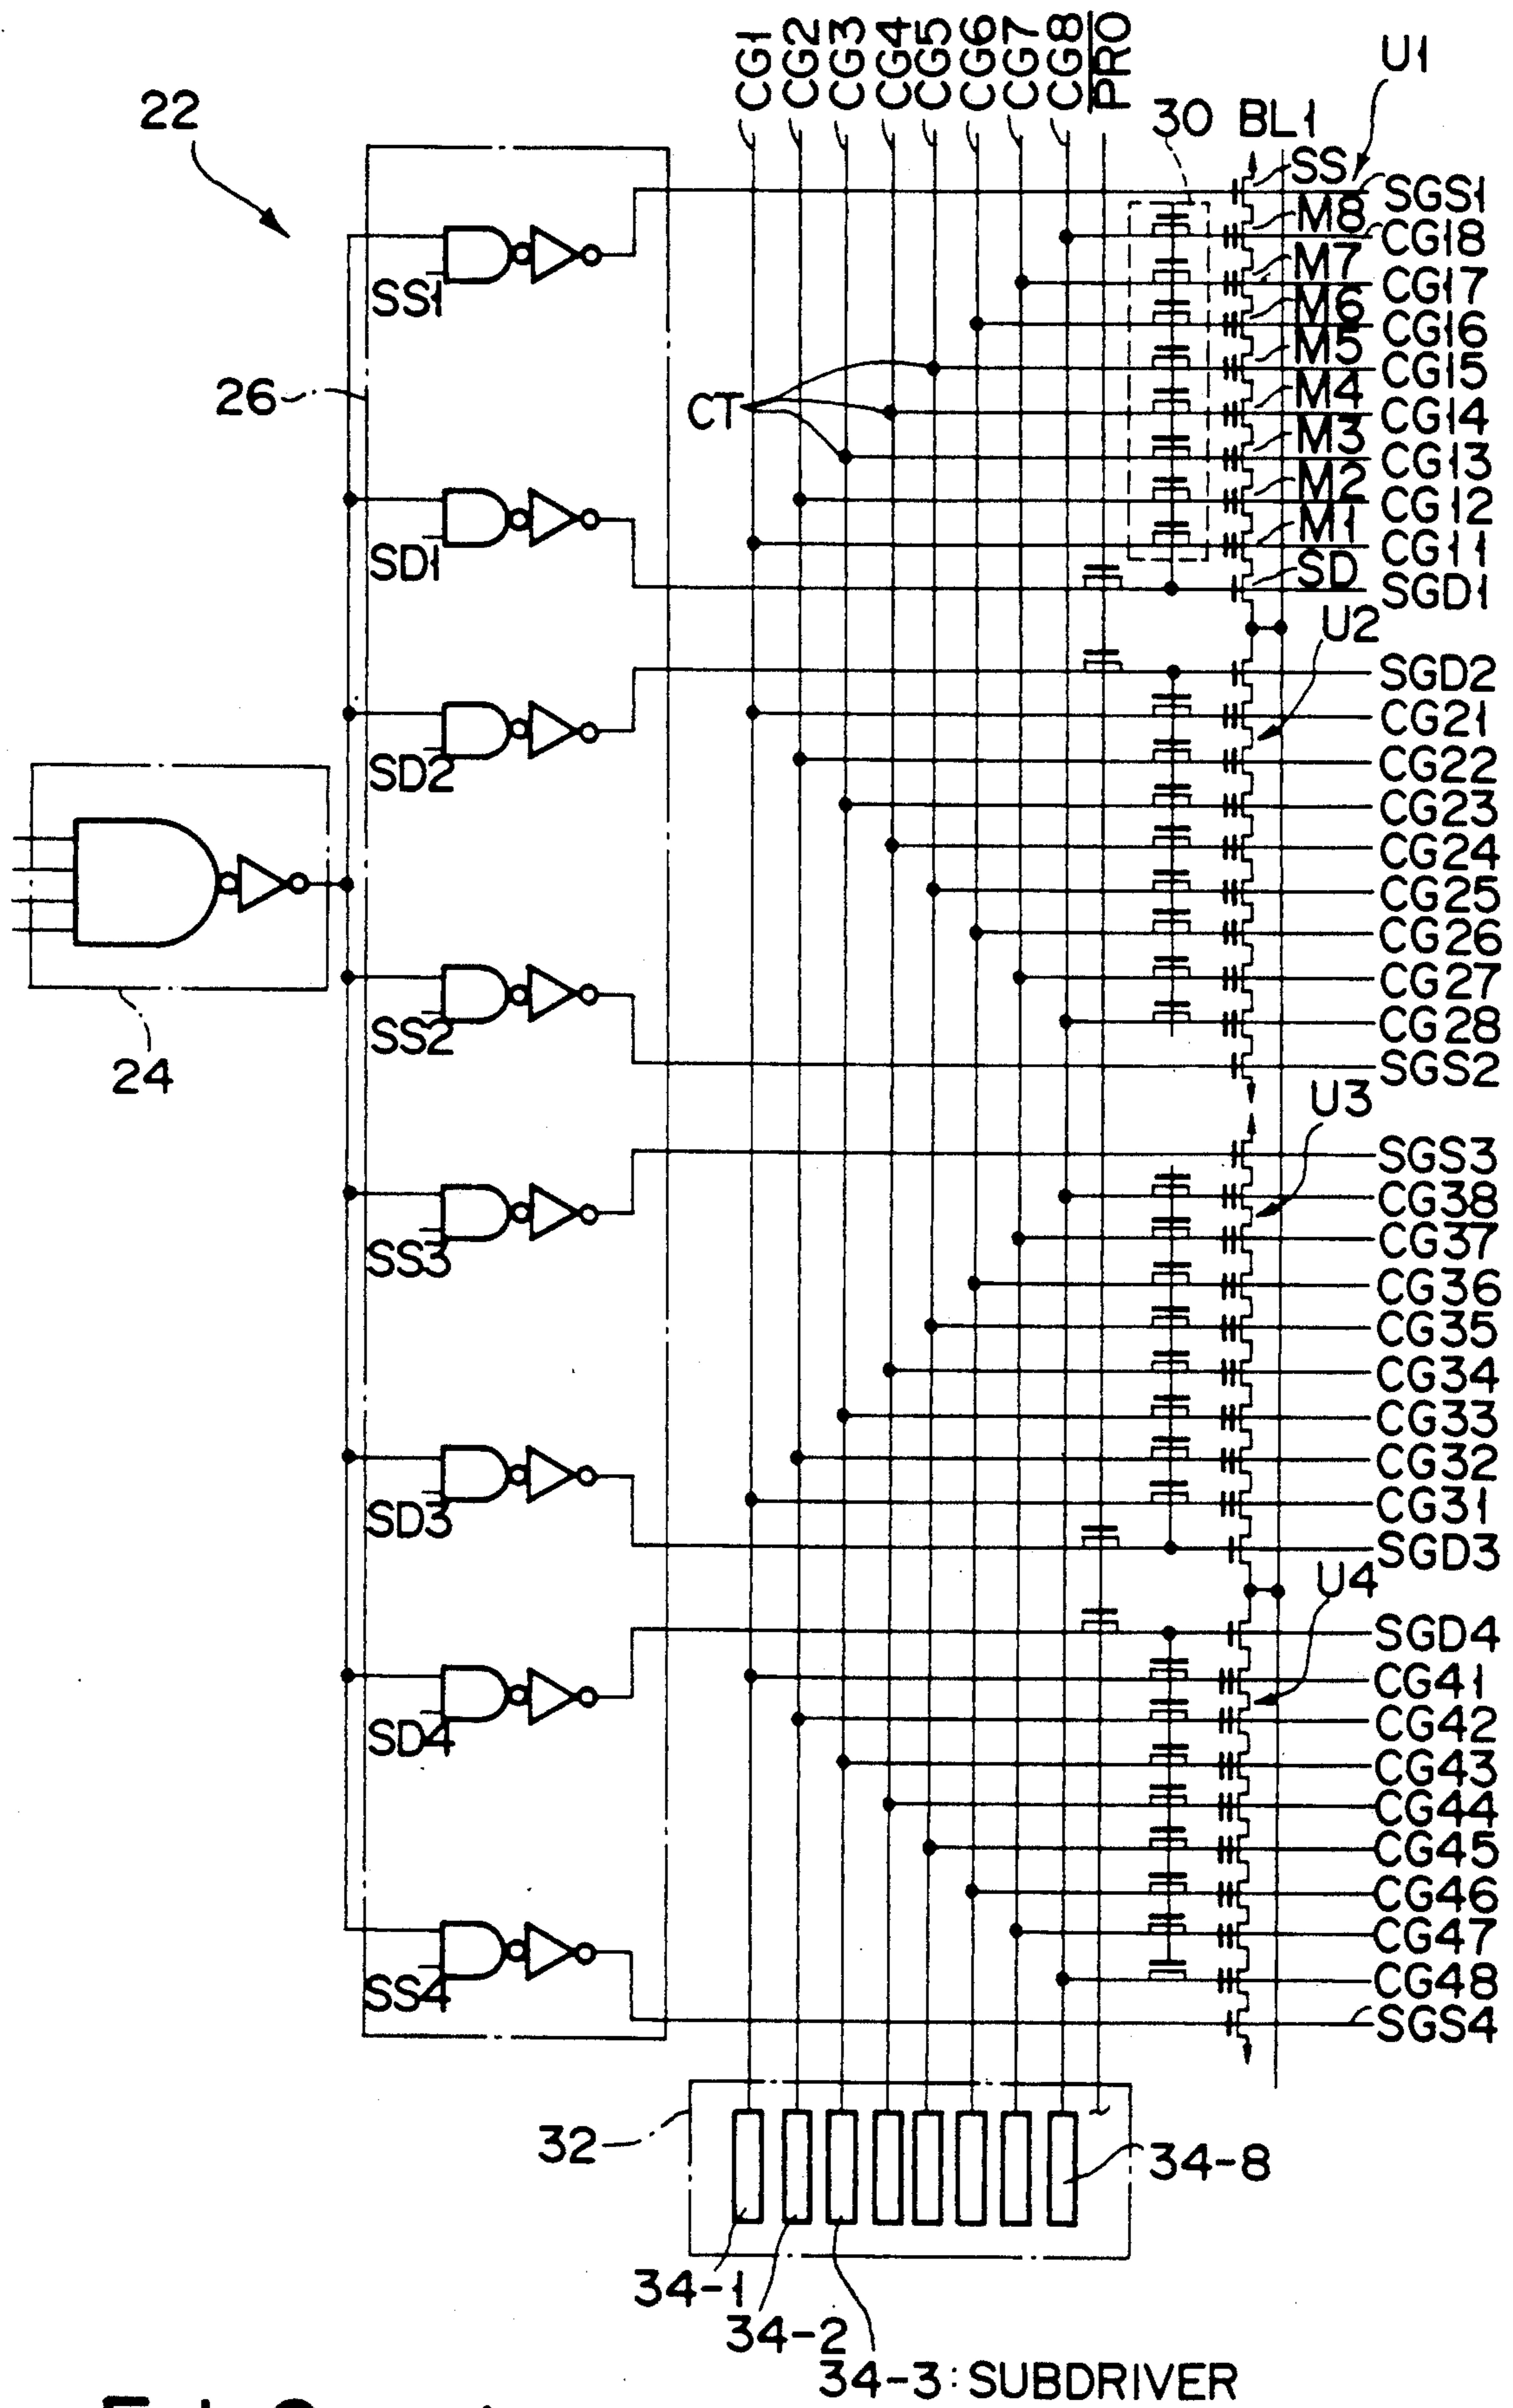 CG1
CG2
CG3
CG4
CG5
CG6
CG7
CG8
PRO
U1
22
30 BL1
SS
SGS1
M8
CG18
M7
CG17
M6
CG16
M5
CG15
M4
CG14
M3
CG13
M2
CG12
M1
CG11
SD
SGD1
SS1
26
CT
SD1
U2
SGD2
CG21
CG22
CG23
CG24
CG25
CG26
CG27
CG28
SGS2
SD2
24
SS2
U3
SGS3
CG38
CG37
CG36
CG35
CG34
CG33
CG32
CG31
SGD3
SS3
SD3
U4
SGD4
CG41
CG42
CG43
CG44
CG45
CG46
CG47
CG48
SGS4
SD4
SS4
32
34-8
34-1
34-2
34-3 : SUBDRIVER